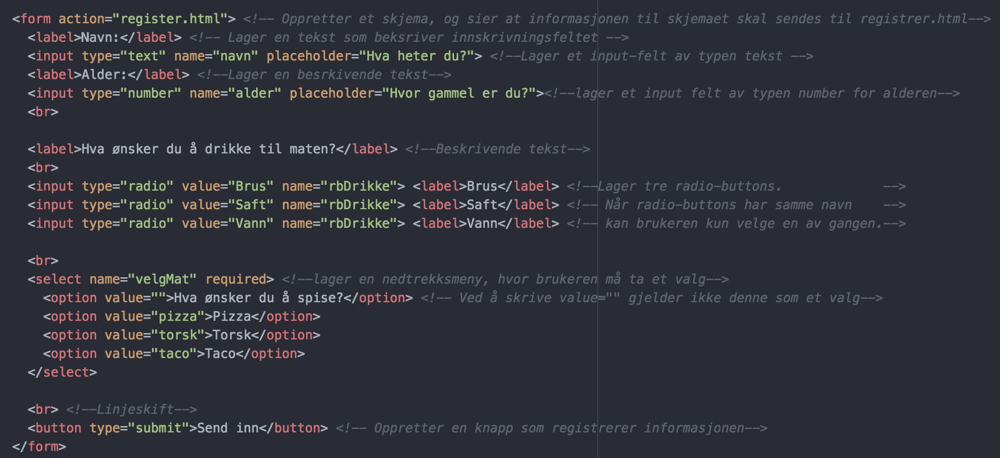 <form action="register.html"> <!-- Oppretter et skjema, og sier at informasjonen til skjemaet skal sendes til registrer.html-->
<label>Navn:</label> <!-- Lager en tekst som beksriver innskrivningsfeltet -->
<input type="text" name="navn" placeholder="Hva heter du?"> <!--Lager et input-felt av typen tekst -->
<label>Alder:</label> <!--Lager en besrkivende tekst-->
<input type="number" name="alder" placeholder="Hvor gammel er du?"><!--lager et input felt av typen number for alderen-->
<br>
<label>Hva ønsker du å drikke til maten?</label> <!--Beskrivende tekst-->
<br>
<input type="radio" value="Brus" name="rbDrikke"> <label>Brus</label> <!--Lager tre radio-buttons. -->
<input type="radio" value="Saft" name="rbDrikke"> <label>Saft</label> <!-- Når radio-buttons har samme navn -->
<input type="radio" value="Vann" name="rbDrikke"> <label>Vann</label> <!-- kan brukeren kun velge en av gangen.-->
<br>
<select name="velgMat" required> <!--lager en nedtrekksmeny, hvor brukeren må ta et valg-->
<option value="">Hva ønsker du å spise?</option> <!-- Ved å skrive value="" gjelder ikke denne som et valg-->
<option value="pizza">Pizza</option>
<option value="torsk">Torsk</option>
<option value="taco">Taco</option>
</select>
<br> <!--Linjeskift-->
<button type="submit">Send inn</button> <!-- Oppretter en knapp som registrerer informasjonen-->
</form>